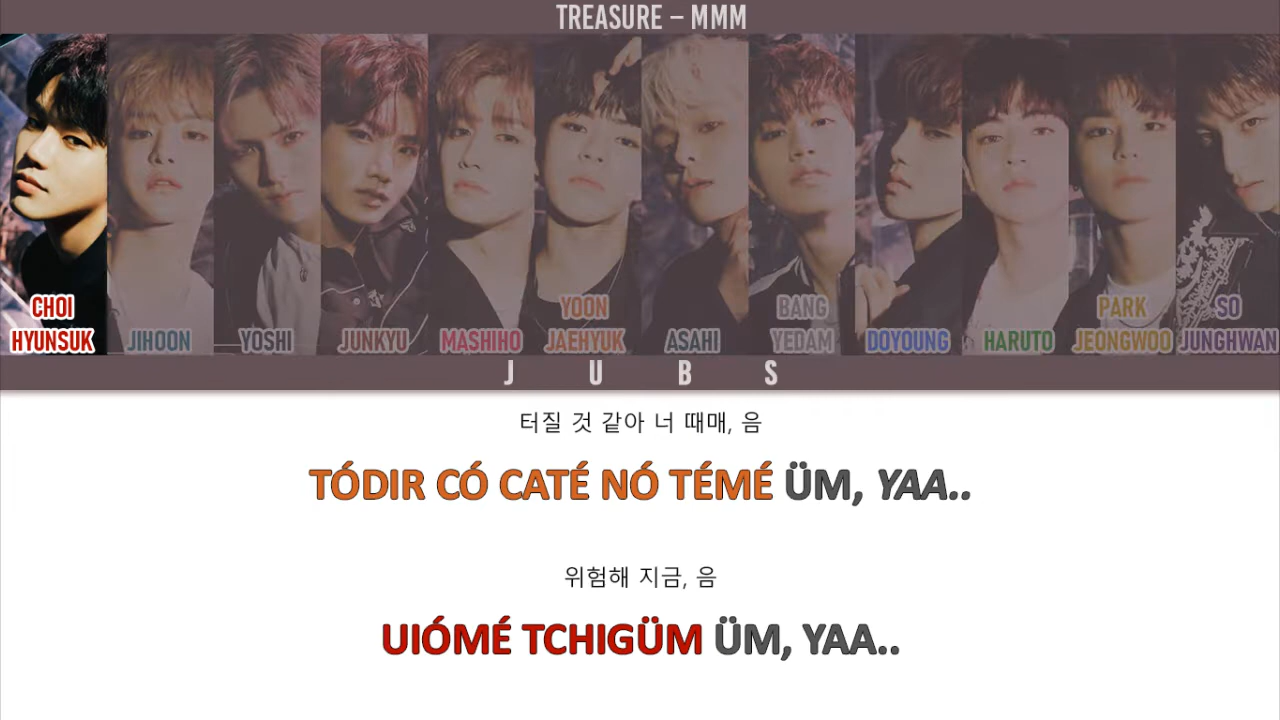 TREASURE – MMM
CHOI HYUNSUK
JIHOON
YOSHI
JUNKYU
MASHIHO
YOON JAEHYUK
ASAHI
BANG YEDAM
DOYOUNG
HARUTO
PARK JEONGWOO
SO JUNGHWAN
J U B S
터질 것 같아 너 때매, 음
TÓDIR CÓ CATÉ NÓ TÉMÉ ÜM, YAA..
위험해 지금, 음
UIÓMÉ TCHIGÜM ÜM, YAA..